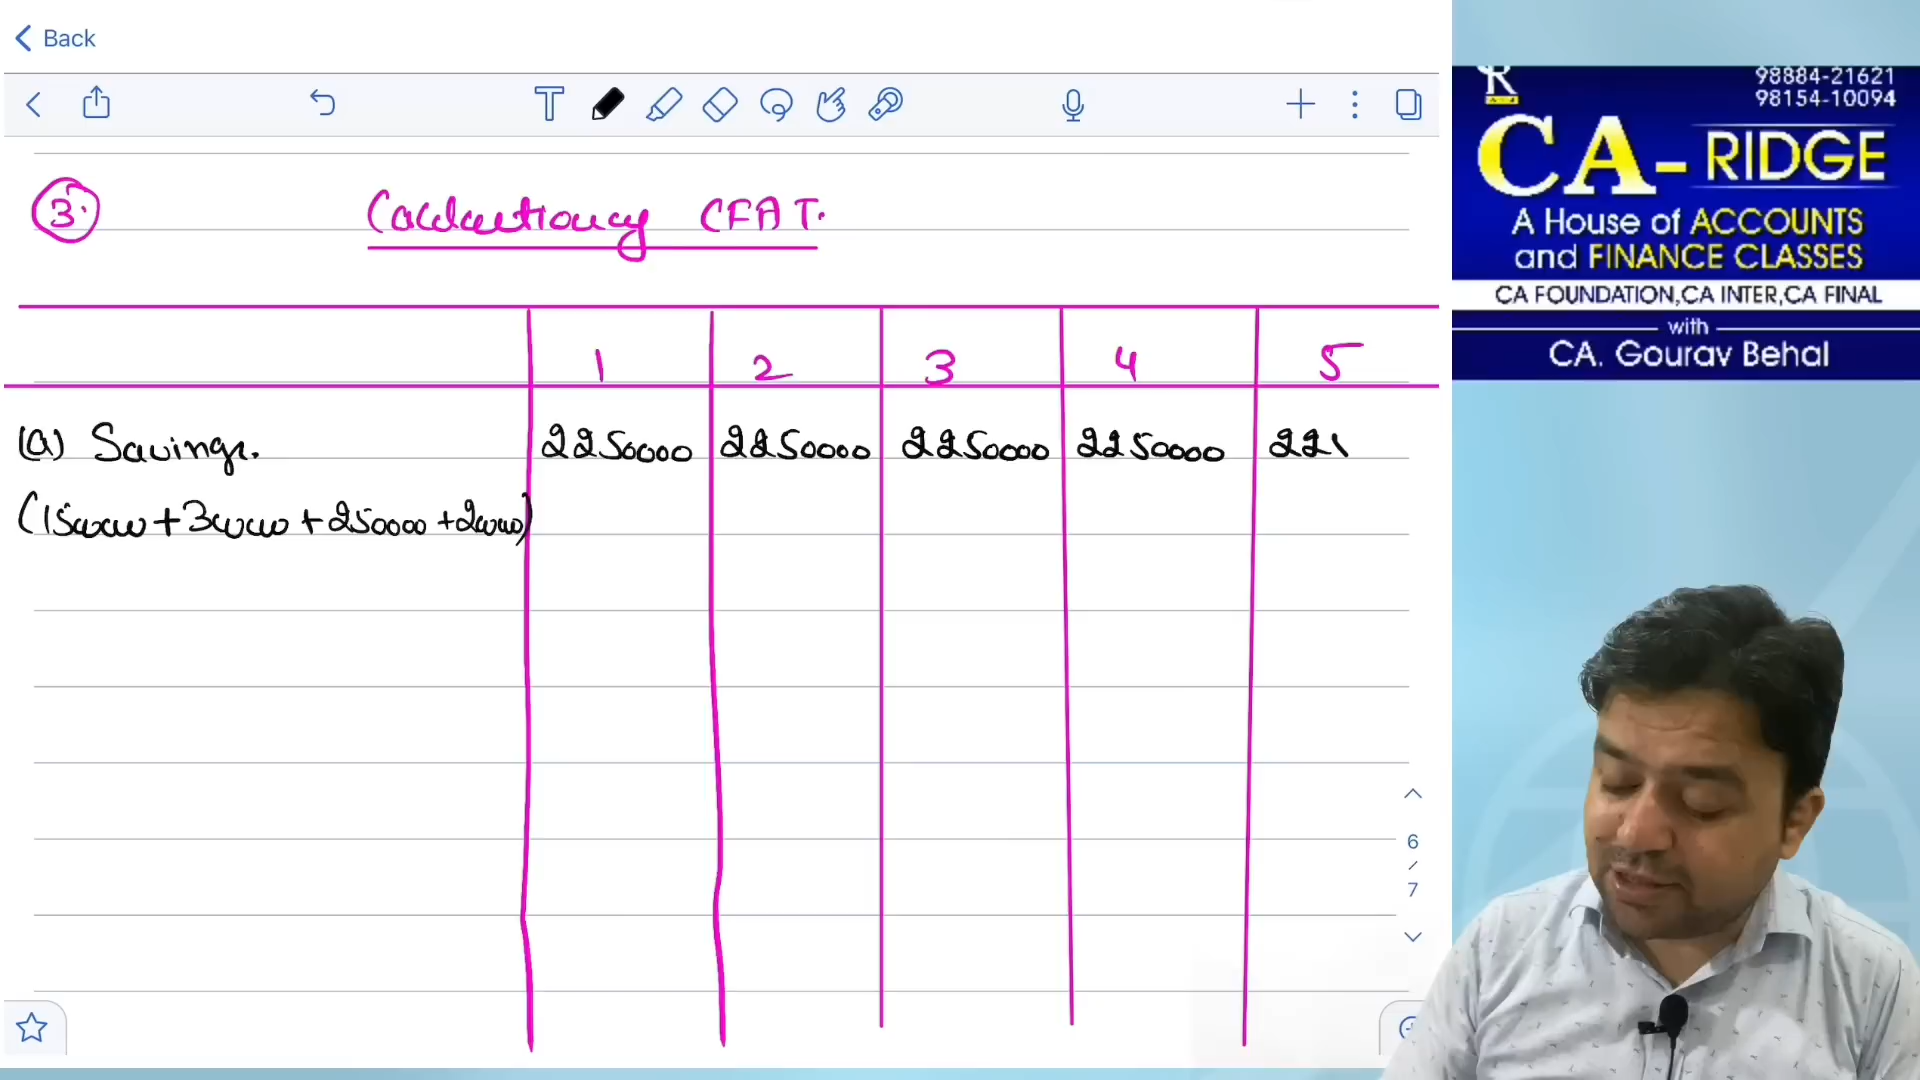 Back
98884-21621
98154-10094
R
CA- RIDGE
A House of ACCOUNTS
and FINANCE CLASSES
CA FOUNDATION,CA INTER,CA FINAL
with
CA. Gourav Behal
3. CFAT.
1 2 3 4 5
(a) Savings. 2250000 2250000 2250000 2250000 22
(1500000+300000+250000+200000)
6
/
7